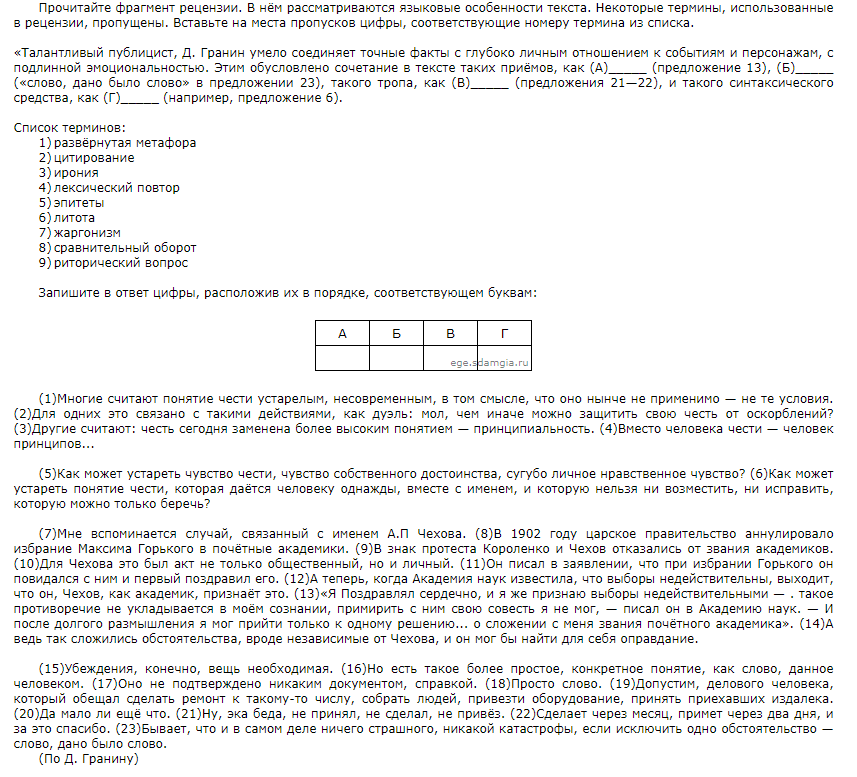 Прочитайте фрагмент рецензии. В нём рассматриваются языковые особенности текста. Некоторые термины, использованные
в рецензии, пропущены. Вставьте на места пропусков цифры, соответствующие номеру термина из списка.
«Талантливый публицист, Д. Гранин умело соединяет точные факты с глубоко личным отношением к событиям и персонажам, с
подлинной эмоциональностью. Этим обусловлено сочетание в тексте таких приёмов, как (А)_____ (предложение 13), (Б)_____
(«слово, дано было слово» в предложении 23), такого тропа, как (В)_____ (предложения 21—22), и такого синтаксического
средства, как (Г)_____ (например, предложение 6).
Список терминов:
1) развёрнутая метафора
2) цитирование
3) ирония
4) лексический повтор
5) эпитеты
6) литота
7) жаргонизм
8) сравнительный оборот
9) риторический вопрос
Запишите в ответ цифры, расположив их в порядке, соответствующем буквам:
А Б В Г
ege.sdamgia.ru
(1)Многие считают понятие чести устарелым, несовременным, в том смысле, что оно нынче не применимо — не те условия.
(2)Для одних это связано с такими действиями, как дуэль: мол, чем иначе можно защитить свою честь от оскорблений?
(3)Другие считают: честь сегодня заменена более высоким понятием — принципиальность. (4)Вместо человека чести — человек
принципов...
(5)Как может устареть чувство чести, чувство собственного достоинства, сугубо личное нравственное чувство? (6)Как может
устареть понятие чести, которая даётся человеку однажды, вместе с именем, и которую нельзя ни возместить, ни исправить,
которую можно только беречь?
(7)Мне вспоминается случай, связанный с именем А.П Чехова. (8)В 1902 году царское правительство аннулировало
избрание Максима Горького в почётные академики. (9)В знак протеста Короленко и Чехов отказались от звания академиков.
(10)Для Чехова это был акт не только общественный, но и личный. (11)Он писал в заявлении, что при избрании Горького он
повидался с ним и первый поздравил его. (12)А теперь, когда Академия наук известила, что выборы недействительны, выходит,
что он, Чехов, как академик, признаёт это. (13)«Я Поздравлял сердечно, и я же признаю выборы недействительными — . такое
противоречие не укладывается в моём сознании, примирить с ним свою совесть я не мог, — писал он в Академию наук. — И
после долгого размышления я мог прийти только к одному решению... о сложении с меня звания почётного академика». (14)А
ведь так сложились обстоятельства, вроде независимые от Чехова, и он мог бы найти для себя оправдание.
(15)Убеждения, конечно, вещь необходимая. (16)Но есть такое более простое, конкретное понятие, как слово, данное
человеком. (17)Оно не подтверждено никаким документом, справкой. (18)Просто слово. (19)Допустим, делового человека,
который обещал сделать ремонт к такому-то числу, собрать людей, привезти оборудование, принять приехавших издалека.
(20)Да мало ли ещё что. (21)Ну, эка беда, не принял, не сделал, не привёз. (22)Сделает через месяц, примет через два дня, и
за это спасибо. (23)Бывает, что и в самом деле ничего страшного, никакой катастрофы, если исключить одно обстоятельство —
слово, дано было слово.
(По Д. Гранину)